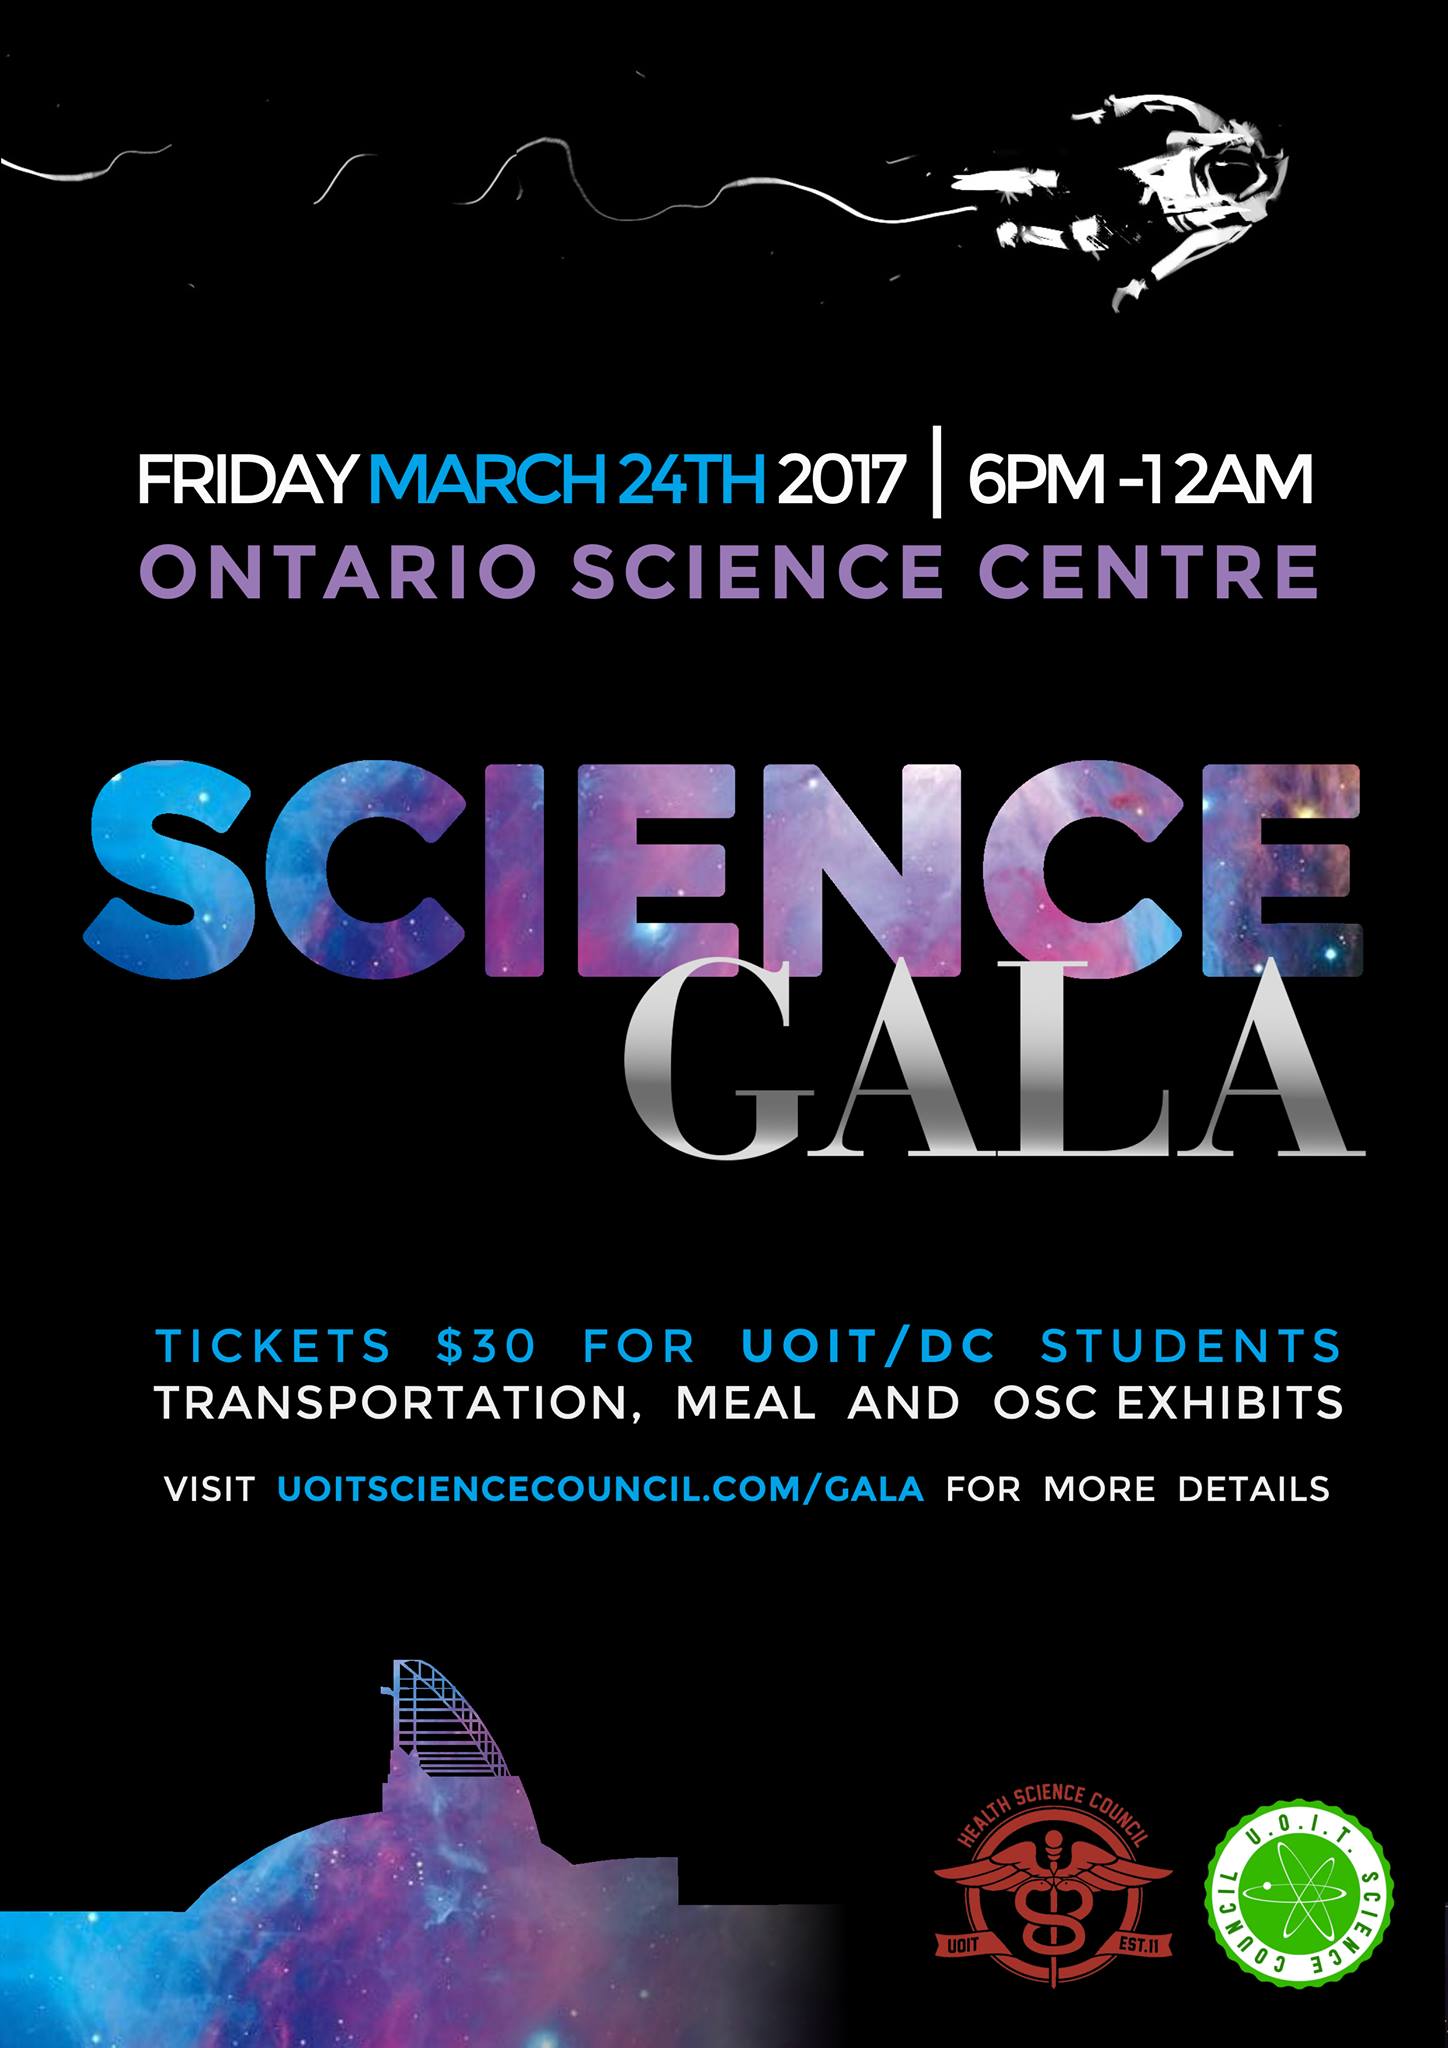 FRIDAY MARCH 24TH 2017 | 6PM -12AM
ONTARIO SCIENCE CENTRE
SCIENCE
GALA
TICKETS $30 FOR UOIT/DC STUDENTS
TRANSPORTATION, MEAL AND OSC EXHIBITS
VISIT UOITSCIENCECOUNCIL.COM/GALA FOR MORE DETAILS
HEALTH SCIENCE COUNCIL
UOIT EST.11
U.O.I.T. SCIENCE COUNCIL